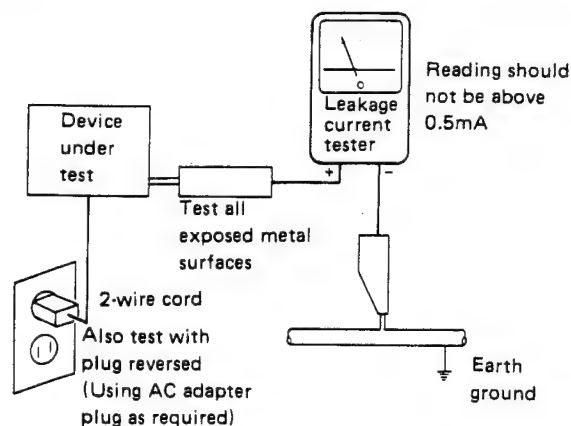 Device
under
test
Leakage
current
tester
+
-
Reading should
not be above
0.5mA
Test all
exposed metal
surfaces
2-wire cord
Also test with
plug reversed
(Using AC adapter
plug as required)
Earth
ground